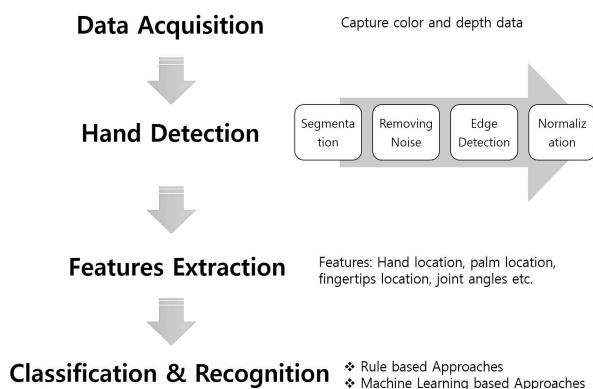 Data Acquisition
Capture color and depth data
Hand Detection
Segmenta
tion
Removing
Noise
Edge
Detection
Normaliz
ation
Features Extraction
Features: Hand location, palm location,
fingertips location, joint angles etc.
Classification & Recognition
❖ Rule based Approaches
❖ Machine Learning based Approaches